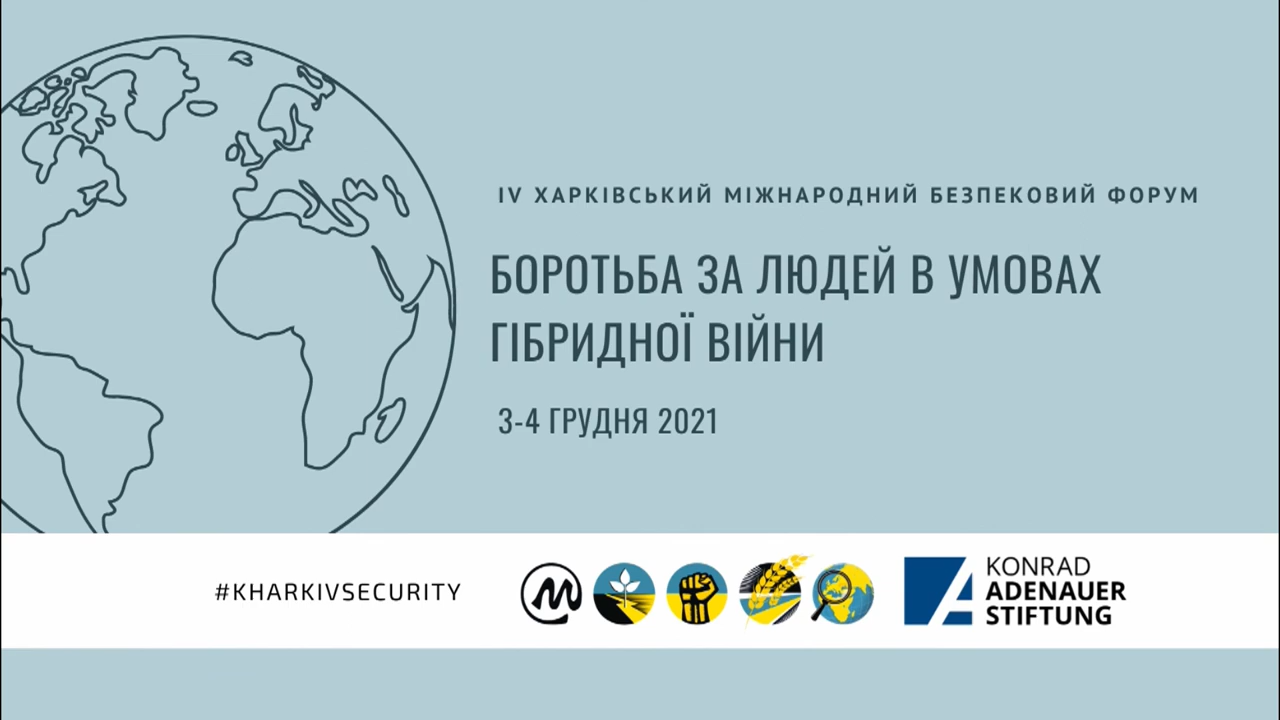 IV ХАРКІВСЬКИЙ МІЖНАРОДНИЙ БЕЗПЕКОВИЙ ФОРУМ
БОРОТЬБА ЗА ЛЮДЕЙ В УМОВАХ
ГІБРИДНОЇ ВІЙНИ
3-4 ГРУДНЯ 2021
#KHARKIVSECURITY
KONRAD
ADENAUER
STIFTUNG